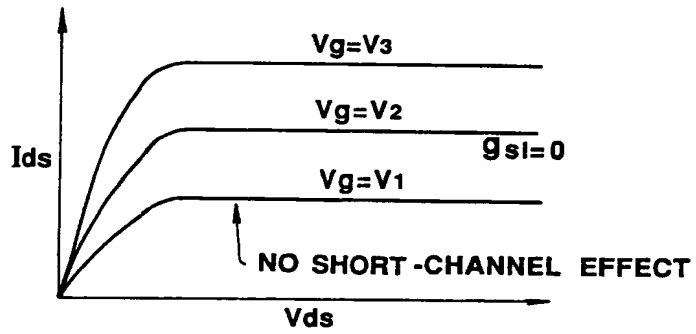 Vg=V3
Vg=V2
Ids
gsl=0
Vg=V1
NO SHORT-CHANNEL EFFECT
Vds